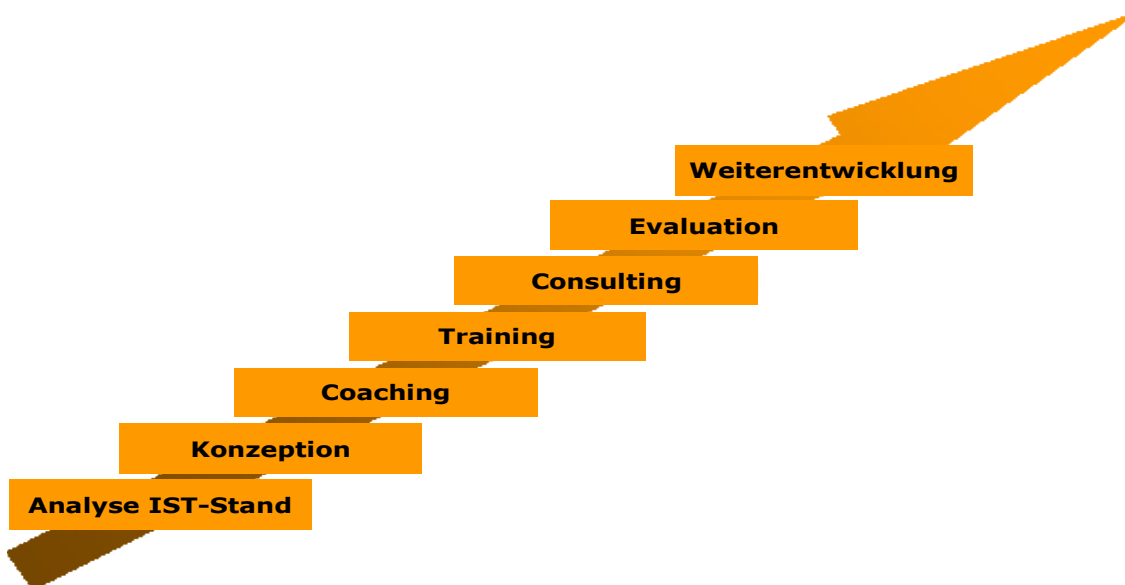 Weiterentwicklung
Evaluation
Consulting
Training
Coaching
Konzeption
Analyse IST-Stand